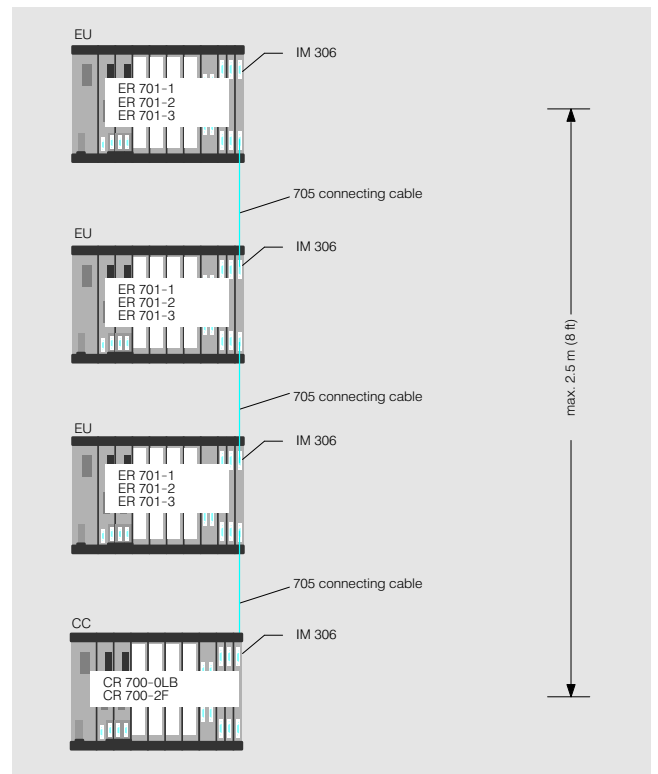 EU
IM 306
ER 701-1
ER 701-2
ER 701-3
705 connecting cable
EU
IM 306
ER 701-1
ER 701-2
ER 701-3
705 connecting cable
EU
IM 306
ER 701-1
ER 701-2
ER 701-3
705 connecting cable
CC
IM 306
CR 700-0LB
CR 700-2F
max. 2.5 m (8 ft)